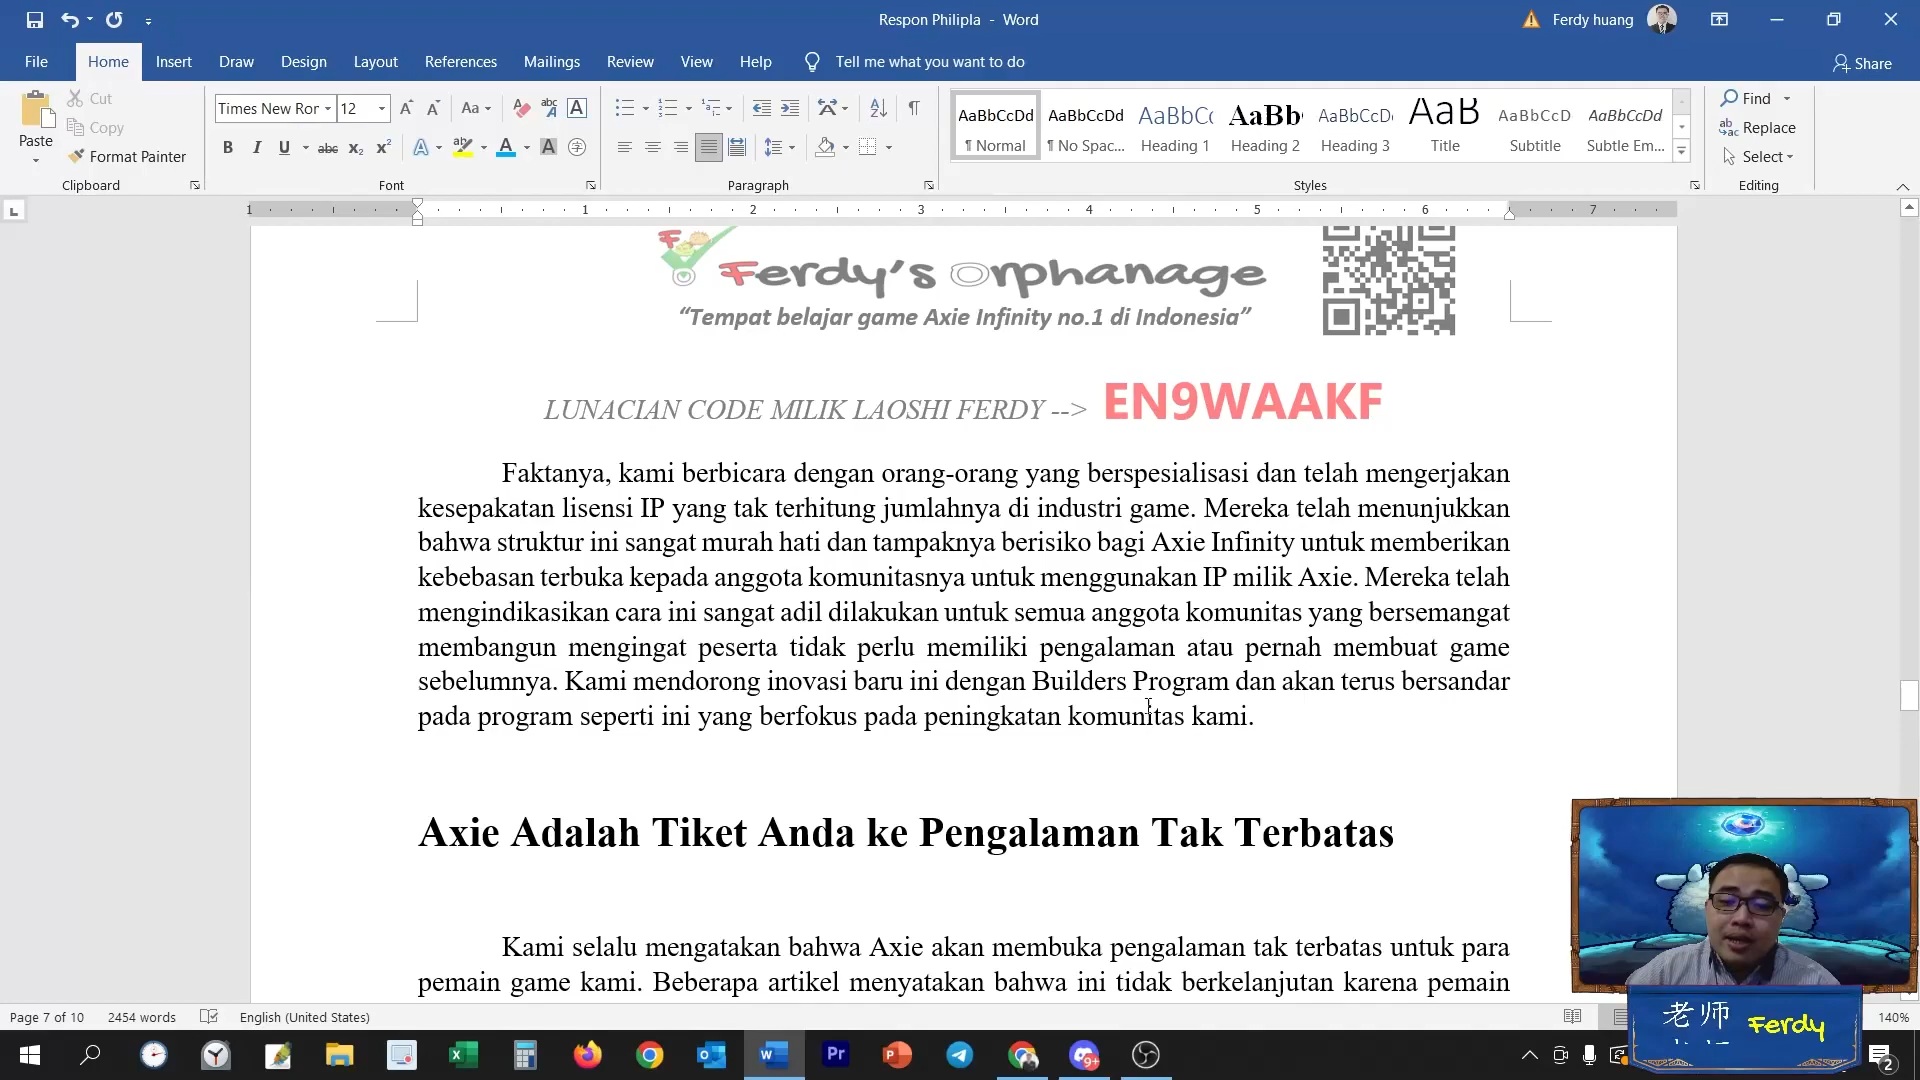 Respon Philipla - Word
Ferdy huang
File
Home
Insert
Draw
Design
Layout
References
Mailings
Review
View
Help
Tell me what you want to do
Share
Paste
Cut
Copy
Format Painter
Clipboard
Times New Ror
12
Font
Paragraph
AaBbCcDd
¶ Normal
AaBbCcDd
¶ No Spac...
AaBbCc
Heading 1
AaBb
Heading 2
AaBbCcD
Heading 3
AaB
Title
AaBbCcD
Subtitle
AaBbCcDd
Subtle Em...
Styles
Find
Replace
Select
Editing
1 1 2 3 4 5 6 7
Ferdy's Orphanage
“Tempat belajar game Axie Infinity no.1 di Indonesia”
LUNACIAN CODE MILIK LAOSHI FERDY --> EN9WAAKF
Faktanya, kami berbicara dengan orang-orang yang berspesialisasi dan telah mengerjakan
kesepakatan lisensi IP yang tak terhitung jumlahnya di industri game. Mereka telah menunjukkan
bahwa struktur ini sangat murah hati dan tampaknya berisiko bagi Axie Infinity untuk memberikan
kebebasan terbuka kepada anggota komunitasnya untuk menggunakan IP milik Axie. Mereka telah
mengindikasikan cara ini sangat adil dilakukan untuk semua anggota komunitas yang bersemangat
membangun mengingat peserta tidak perlu memiliki pengalaman atau pernah membuat game
sebelumnya. Kami mendorong inovasi baru ini dengan Builders Program dan akan terus bersandar
pada program seperti ini yang berfokus pada peningkatan komunitas kami.
Axie Adalah Tiket Anda ke Pengalaman Tak Terbatas
Kami selalu mengatakan bahwa Axie akan membuka pengalaman tak terbatas untuk para
pemain game kami. Beberapa artikel menyatakan bahwa ini tidak berkelanjutan karena pemain
老师 Ferdy
Page 7 of 10
2454 words
English (United States)
140%
9+
2